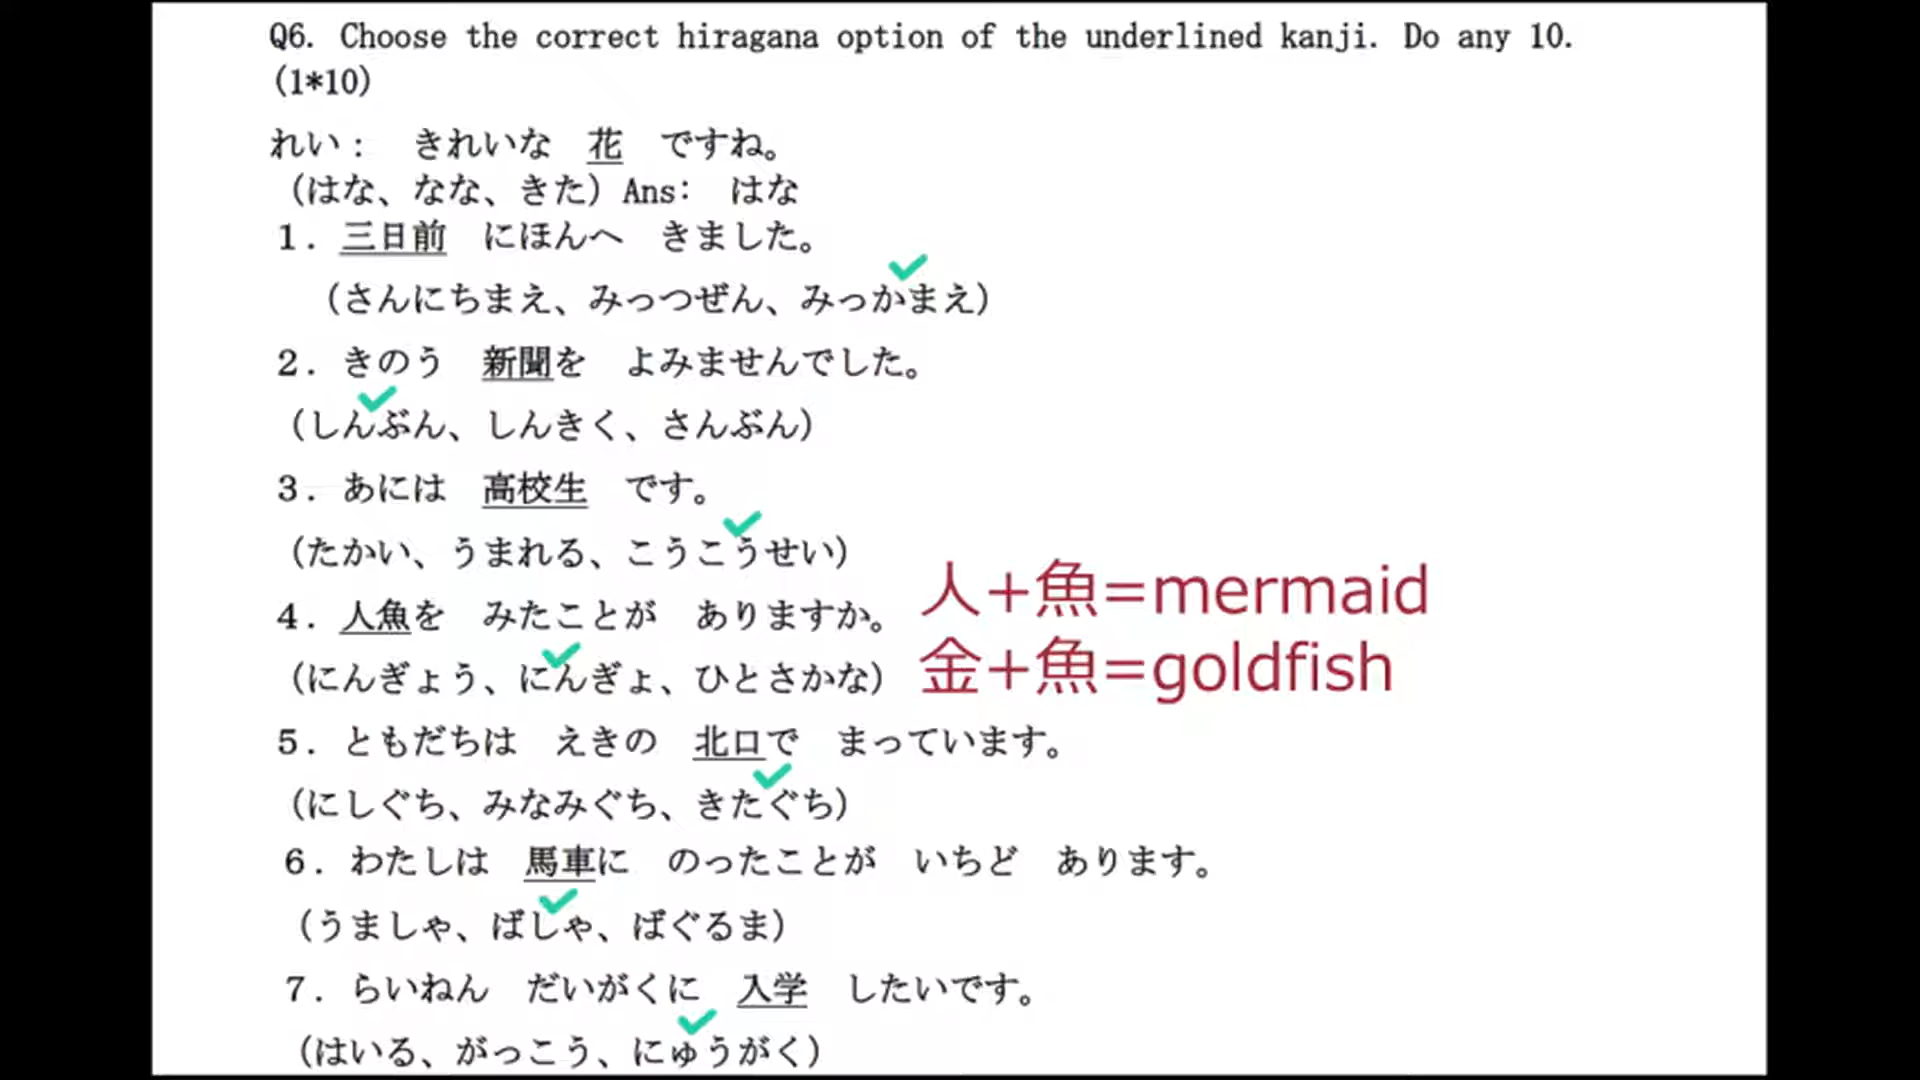 Q6. Choose the correct hiragana option of the underlined kanji. Do any 10.
(1*10)
れい： きれいな 花 ですね。
(はな、なな、きた) Ans: はな
１. 三日前 にほんへ きました。
(さんにちまえ、みっつぜん、みっかまえ)
２. きのう 新聞を よみませんでした。
(しんぶん、しんきく、さんぶん)
３. あには 高校生 です。
(たかい、うまれる、こうこうせい)
４. 人魚を みたことが ありますか。
人+魚=mermaid
(にんぎょう、にんぎょ、ひとさかな)
金+魚=goldfish
５. ともだちは えきの 北口で まっています。
(にしぐち、みなみぐち、きたぐち)
６. わたしは 馬車に のったことが いちど あります。
(うましゃ、ばしゃ、ばぐるま)
７. らいねん だいがくに 入学 したいです。
(はいる、がっこう、にゅうがく)